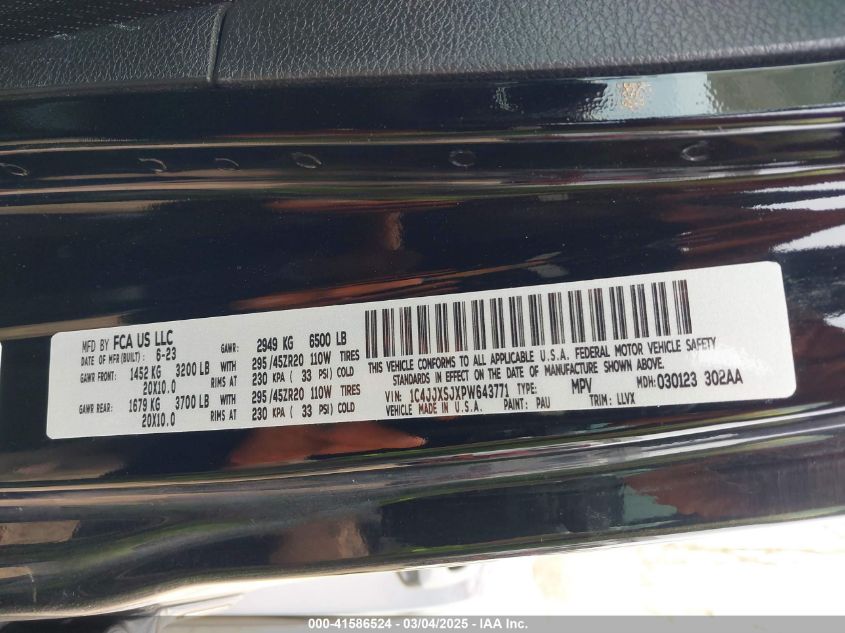 MFD BY FCA US LLC
DATE OF MFR(BUILT): 6-23 GAWR: 2949 KG 6500 LB
GAWR FRONT: 1452 KG 3200 LB WITH 295/45ZR20 110W TIRES
20X10.0 RIMS AT 230 KPA ( 33 PSI) COLD
GAWR REAR: 1679 KG 3700 LB WITH 295/45ZR20 110W TIRES
20X10.0 RIMS AT 230 KPA ( 33 PSI) COLD
THIS VEHICLE CONFORMS TO ALL APPLICABLE U.S.A. FEDERAL MOTOR VEHICLE SAFETY
STANDARDS IN EFFECT ON THE DATE OF MANUFACTURE SHOWN ABOVE.
VIN: 1C4JJXSJXPW643771 TYPE: MPV MDH: 030123 302AA
VEHICLE MADE IN U.S.A. PAINT: PAU TRIM: LLVX
000-41586524 - 03/04/2025 - IAA Inc.